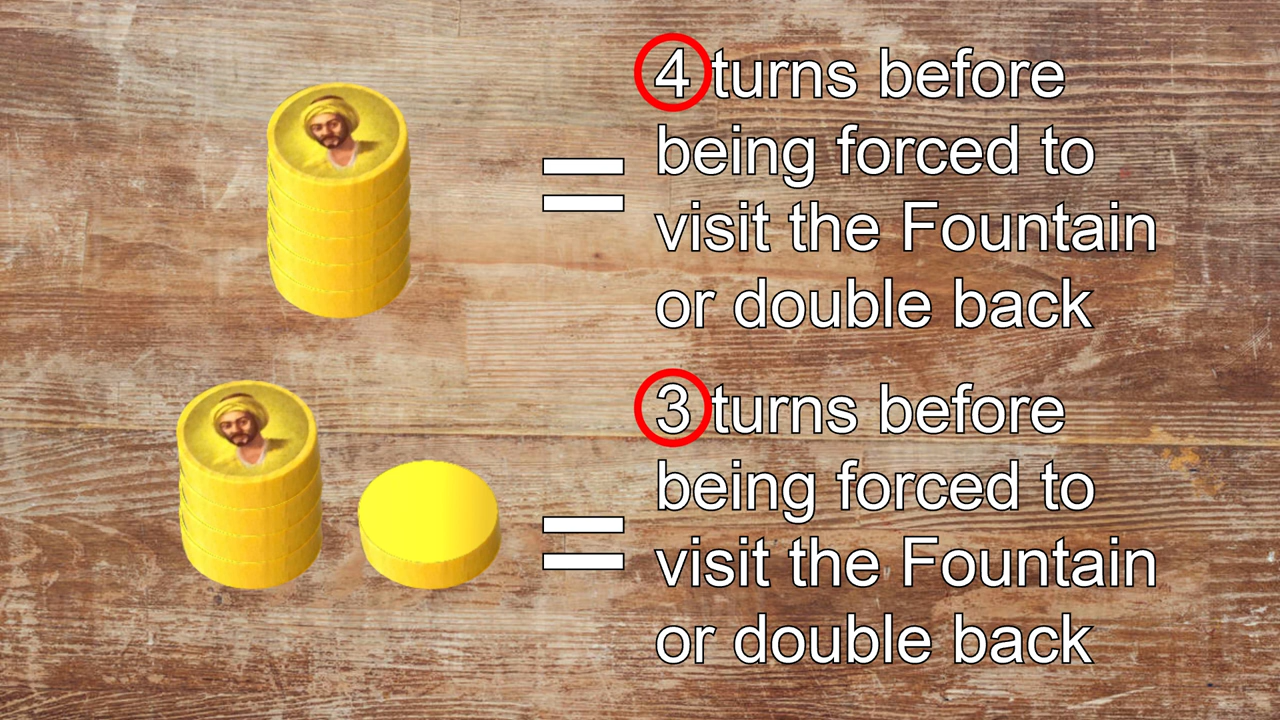 = 4 turns before
being forced to
visit the Fountain
or double back
= 3 turns before
being forced to
visit the Fountain
or double back